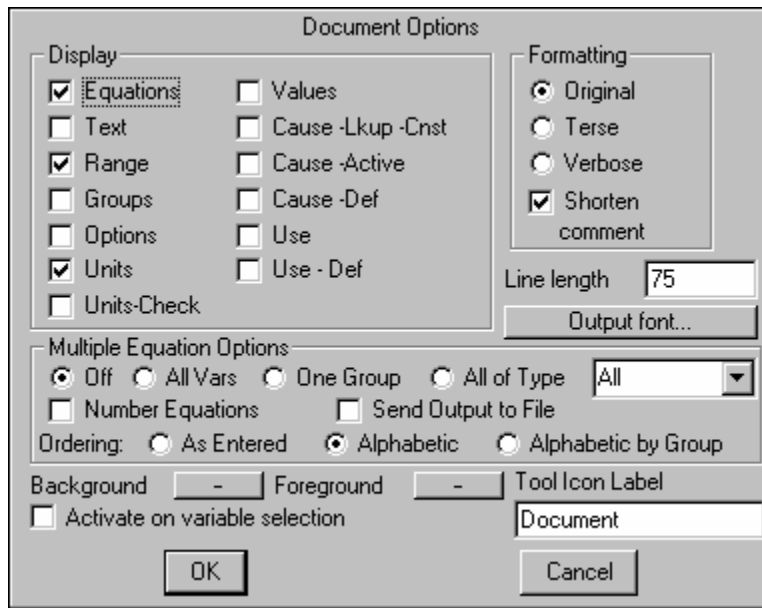 Document Options
Display
Equations
Text
Range
Groups
Options
Units
Units-Check
Values
Cause -Lkup -Cnst
Cause -Active
Cause -Def
Use
Use - Def
Formatting
Original
Terse
Verbose
Shorten
comment
Line length 75
Output font...
Multiple Equation Options
Off All Vars One Group All of Type All
Number Equations Send Output to File
Ordering: As Entered Alphabetic Alphabetic by Group
Background - Foreground - Tool Icon Label
Activate on variable selection Document
OK Cancel